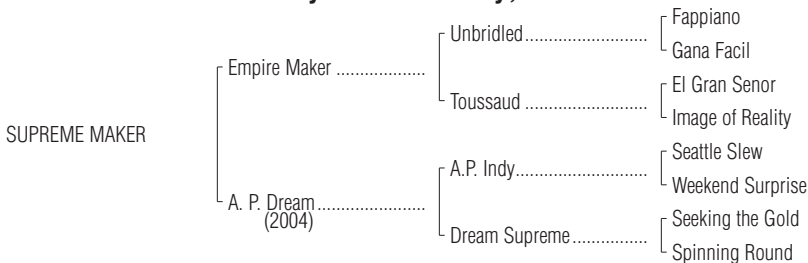 Fappiano
Unbridled
Gana Facil
Empire Maker
El Gran Senor
Toussaud
Image of Reality
SUPREME MAKER
Seattle Slew
A.P. Indy
Weekend Surprise
A. P. Dream
(2004)
Seeking the Gold
Dream Supreme
Spinning Round